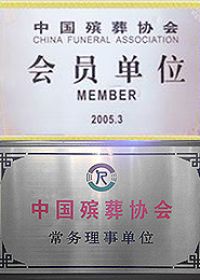 中国殡葬协会
CHINA FUNERAL ASSOCIATION
会员单位
MEMBER
2005.3
中国殡葬协会
常务理事单位